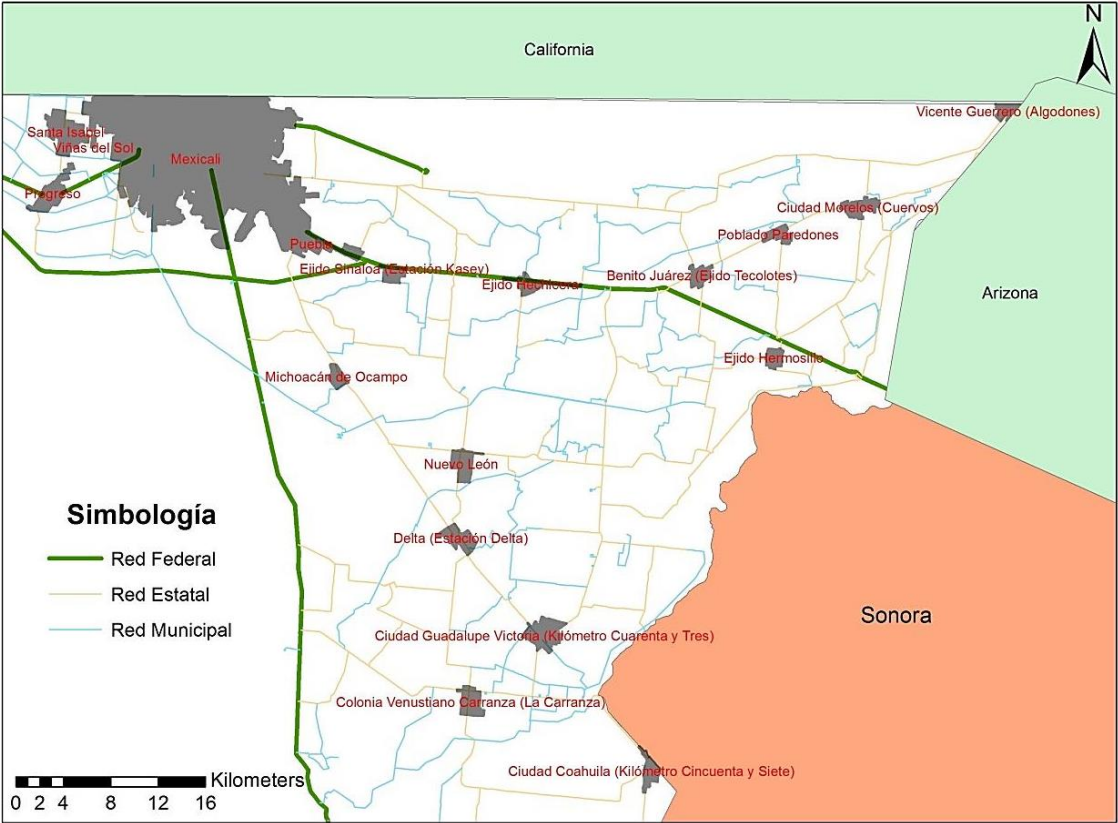 N
California
Vicente Guerrero (Algodones)
Santa Isabel
Viñas del Sol
Mexicali
Progreso
Ciudad Morelos (Cuervos)
Poblado Paredones
Puebla
Ejido Sinaloa (Estación Kasey)
Benito Juárez (Ejido Tecolotes)
Ejido Hechicera
Arizona
Ejido Hermosillo
Michoacán de Ocampo
Nuevo León
Simbología
Delta (Estación Delta)
Red Federal
Red Estatal
Red Municipal
Sonora
Ciudad Guadalupe Victoria (Kilómetro Cuarenta y Tres)
Colonia Venustiano Carranza (La Carranza)
Ciudad Coahuila (Kilómetro Cincuenta y Siete)
Kilometers
0 2 4 8 12 16